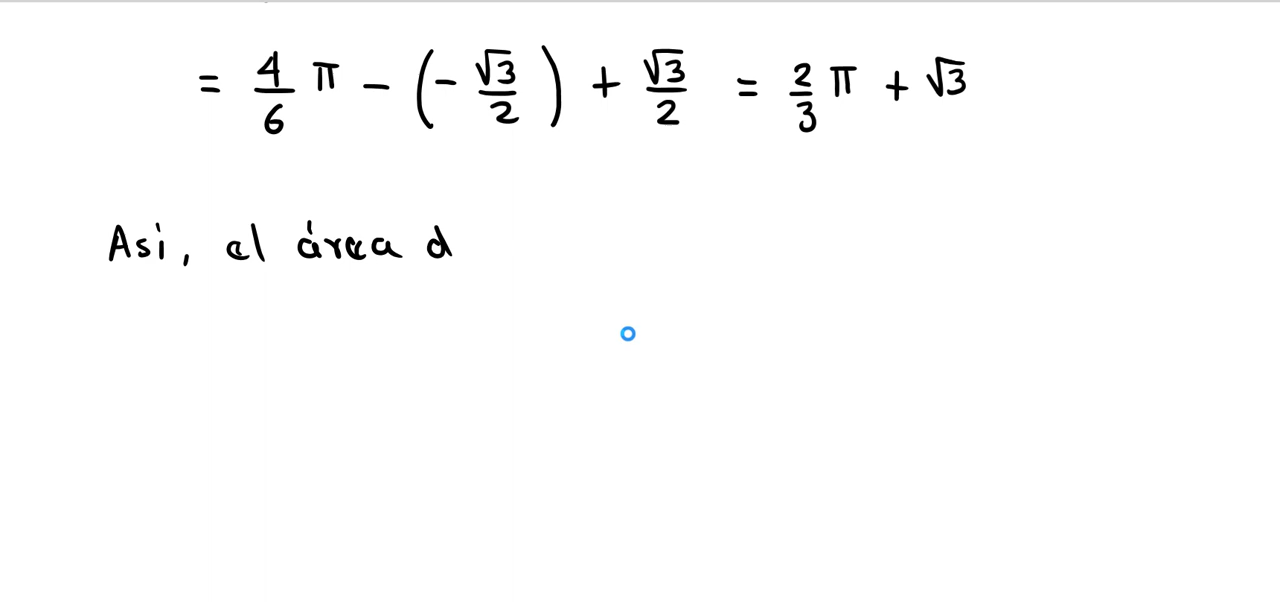 = 4/6 π - (- √3/2) + √3/2 = 2/3 π + √3
Asi, el área d